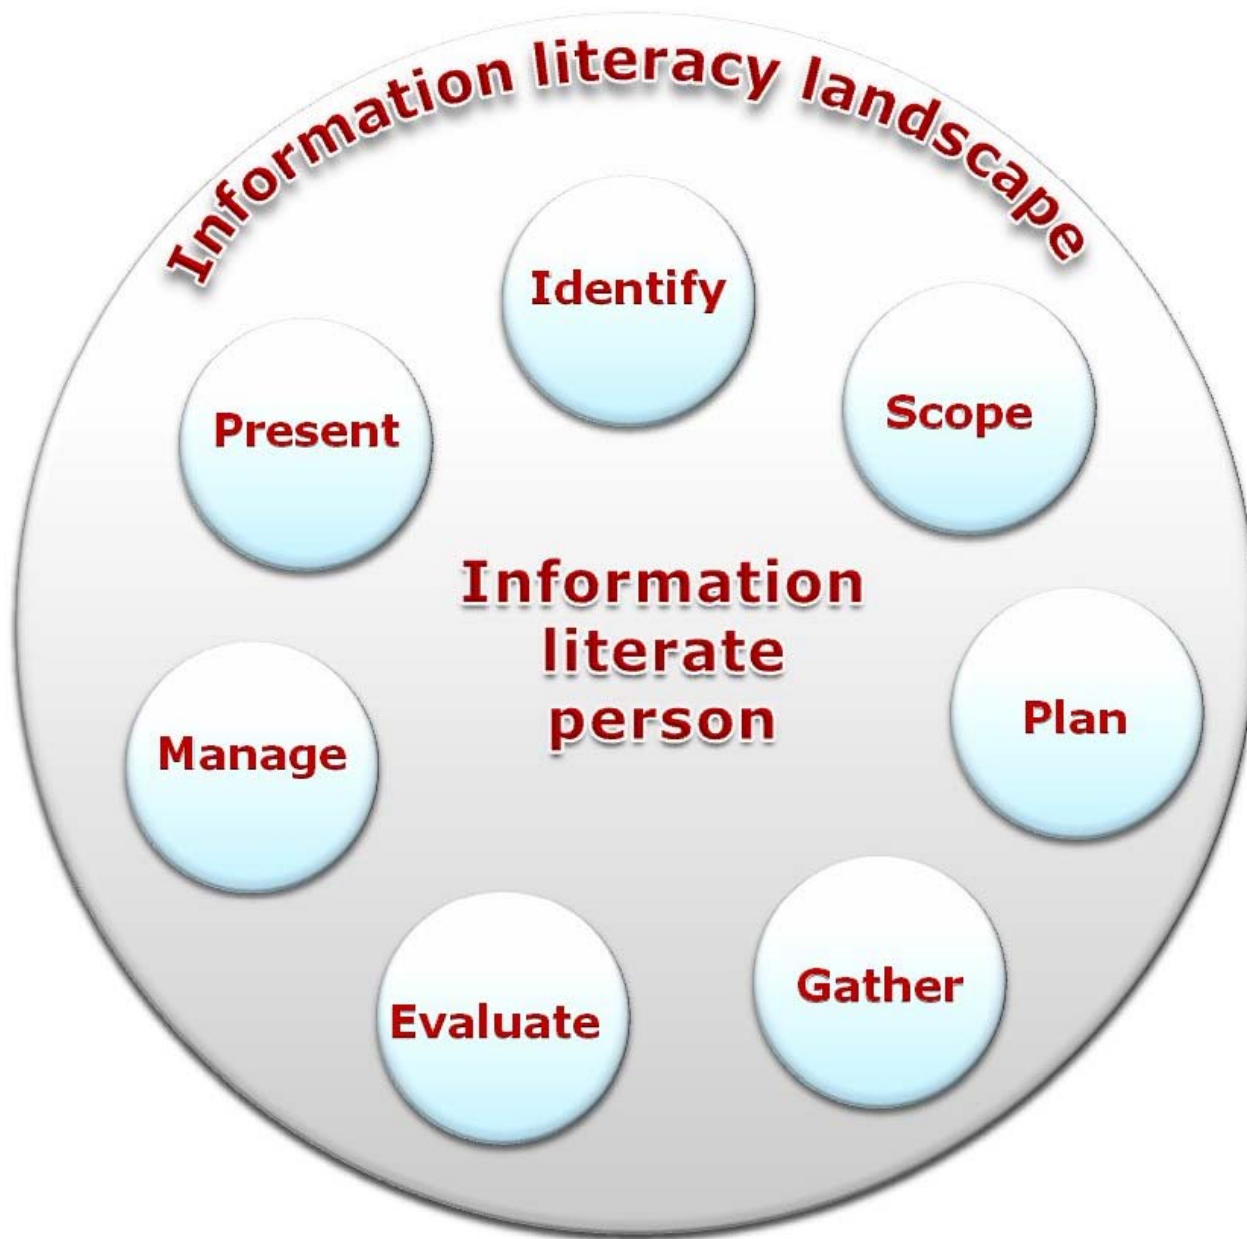 Information literacy landscape
Identify
Scope
Present
Information
literate
person
Plan
Manage
Gather
Evaluate